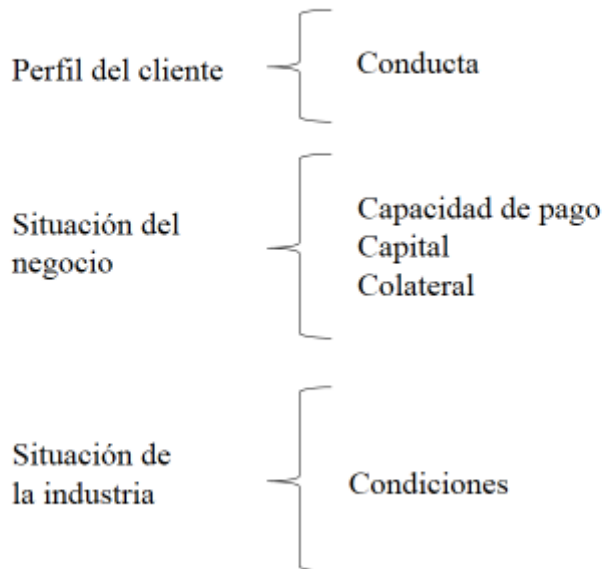 Perfil del cliente
Conducta
Situación del
negocio
Capacidad de pago
Capital
Colateral
Situación de
la industria
Condiciones